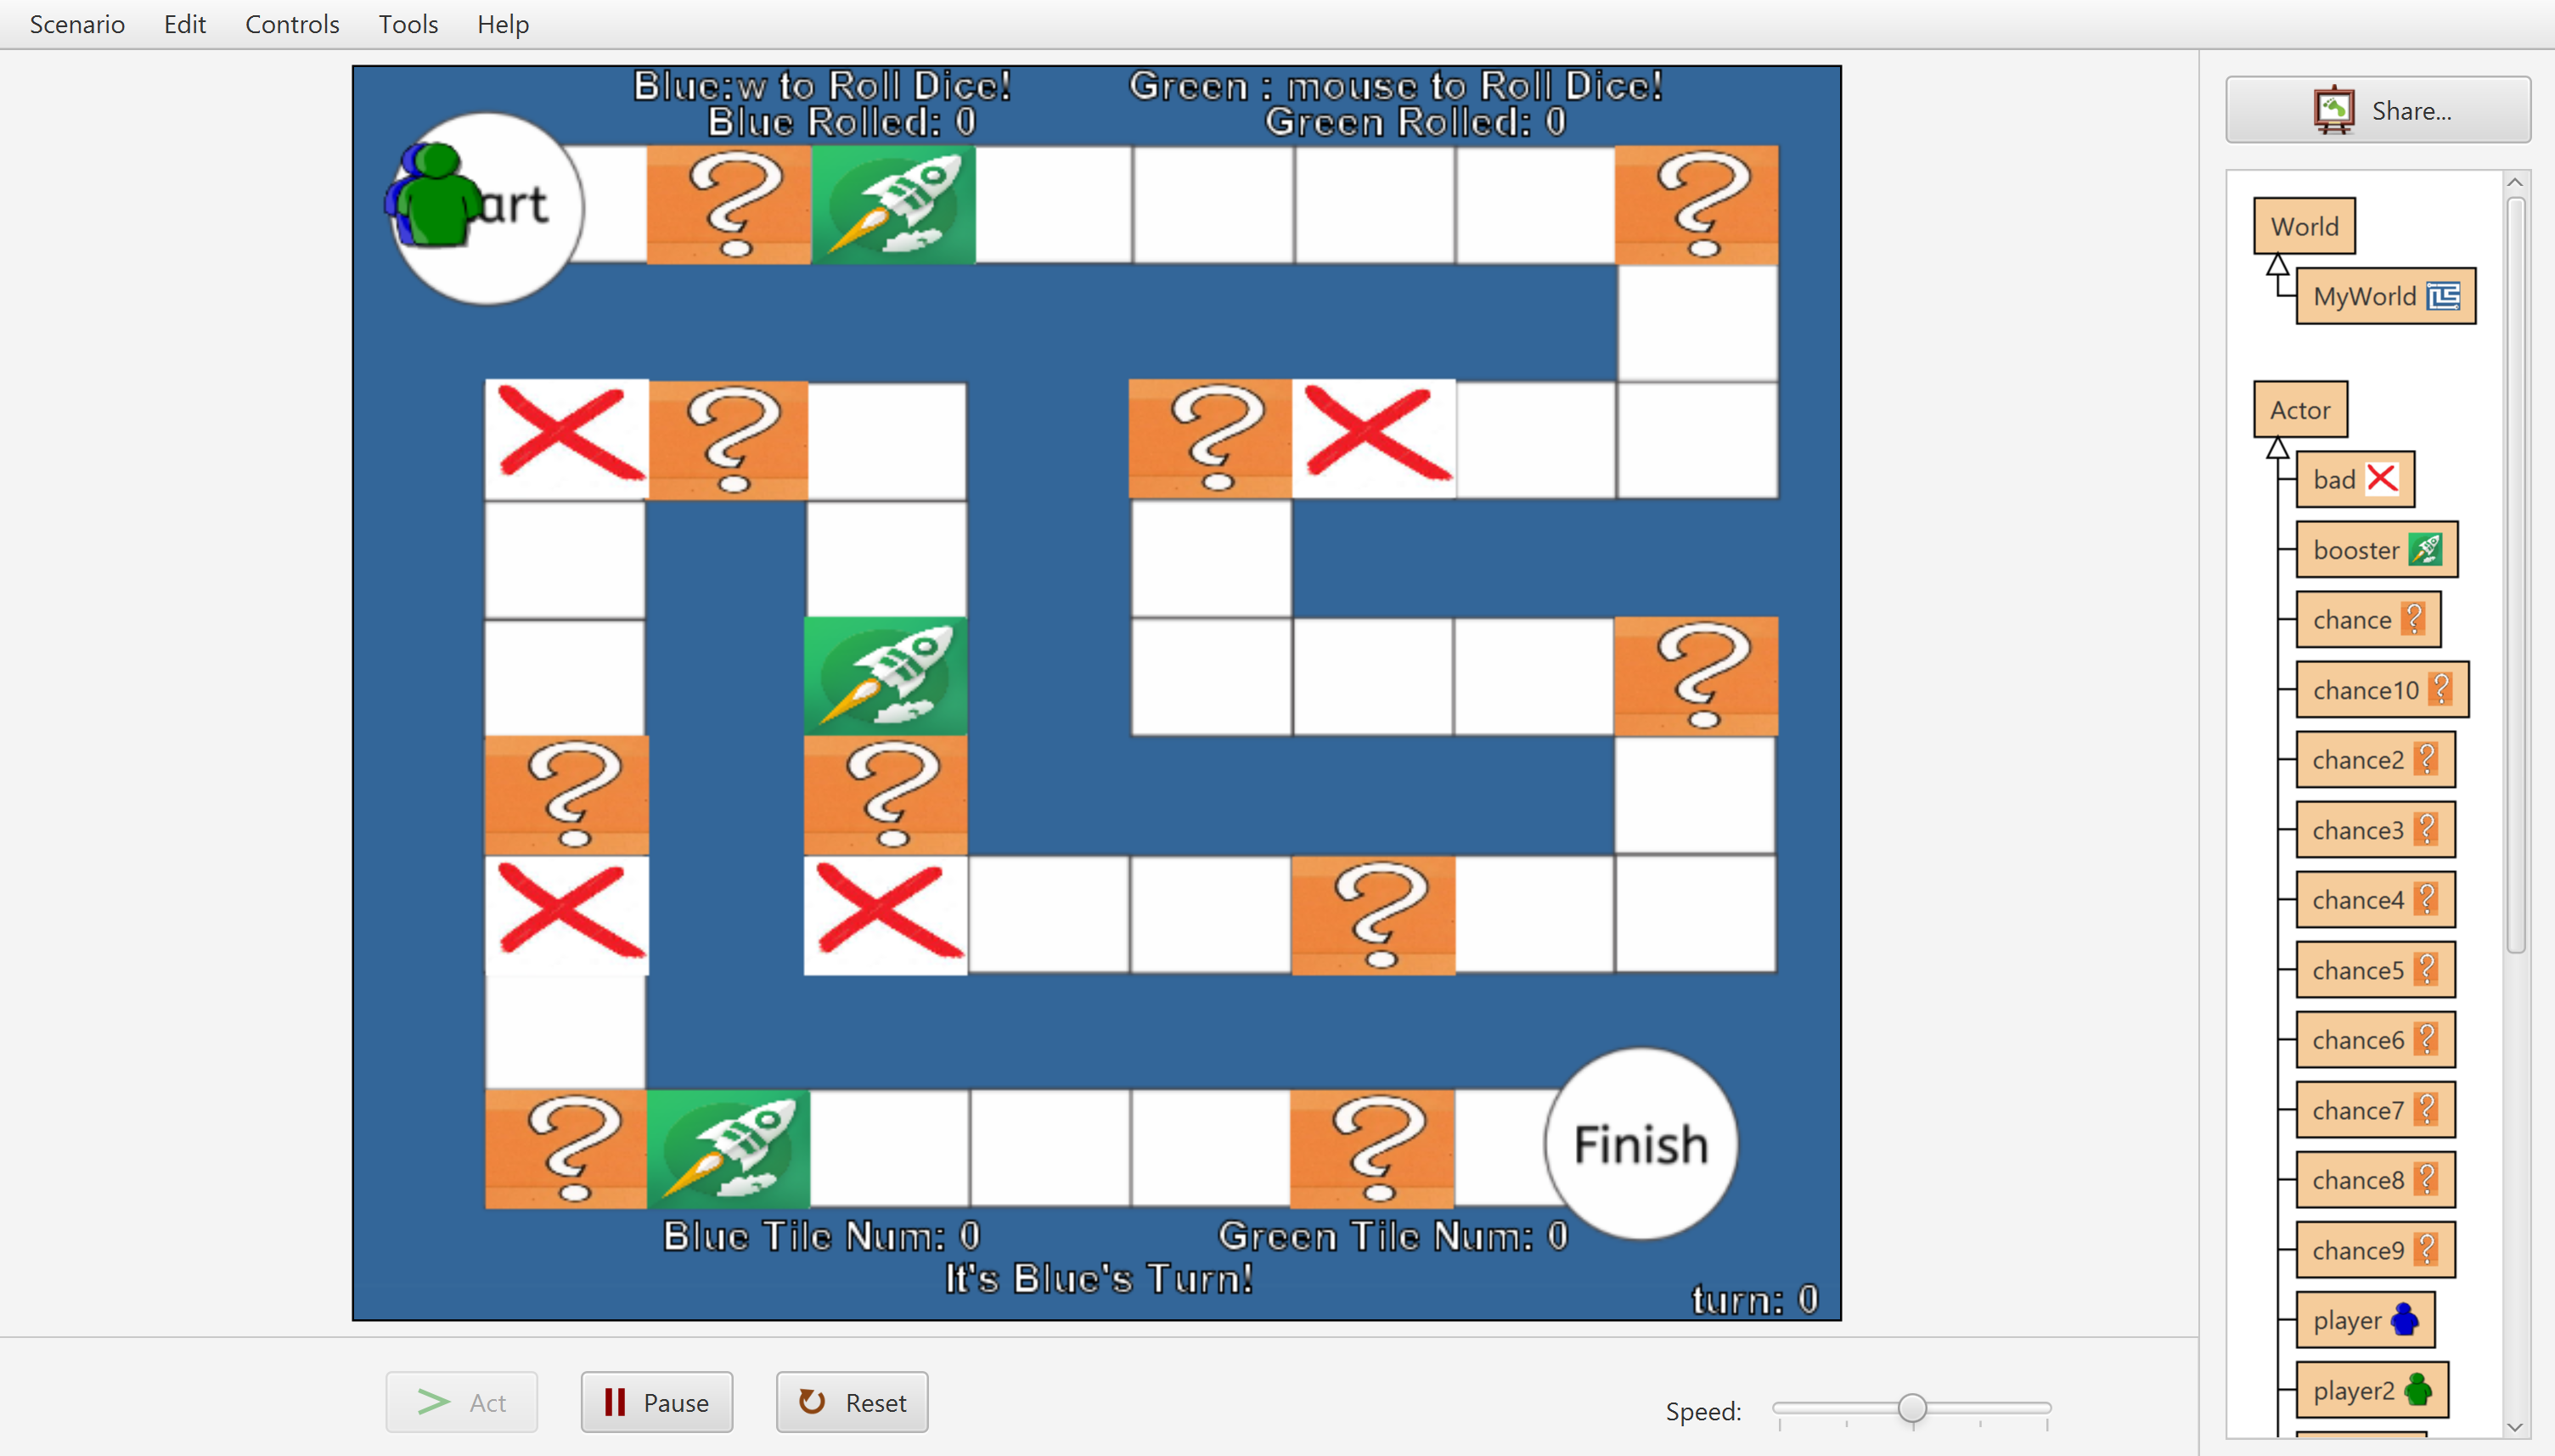 Scenario Edit Controls Tools Help
Blue:w to Roll Dice! Green : mouse to Roll Dice!
Blue Rolled: 0 Green Rolled: 0
art
Finish
Blue Tile Num: 0 Green Tile Num: 0
It's Blue's Turn!
turn: 0
Act Pause Reset Speed:
Share...
World
MyWorld
Actor
bad
booster
chance
chance10
chance2
chance3
chance4
chance5
chance6
chance7
chance8
chance9
player
player2